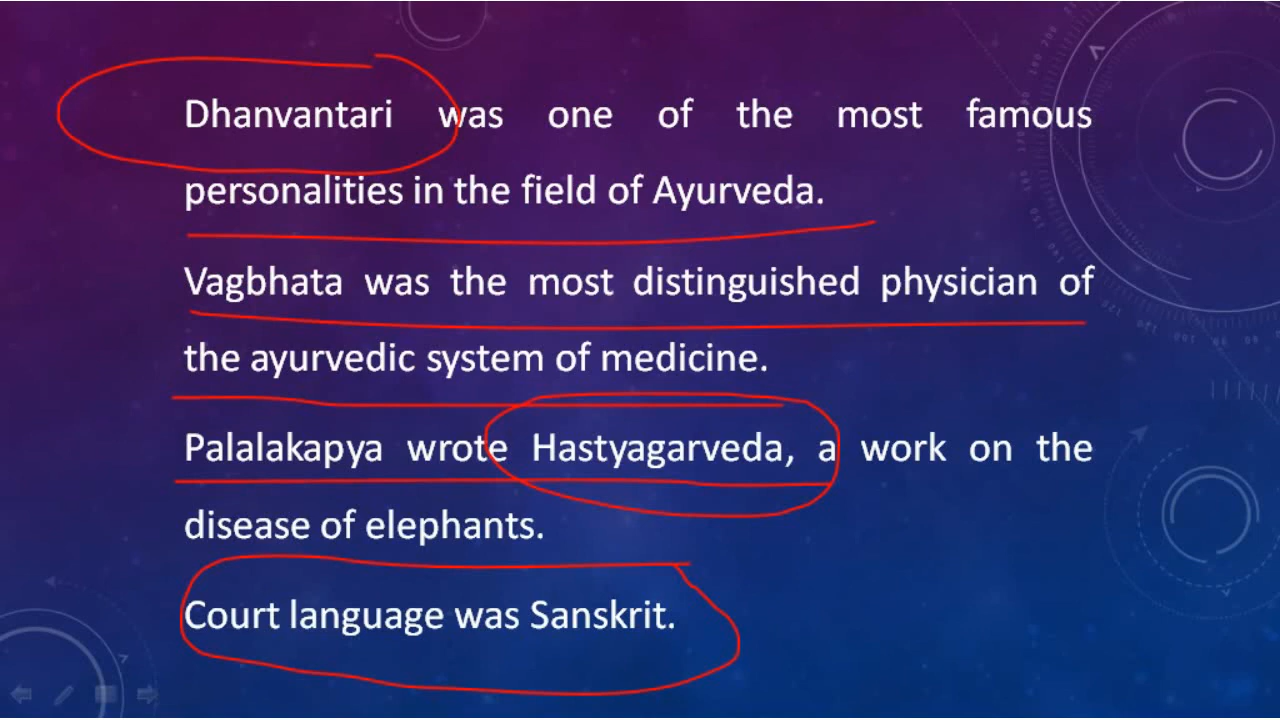 Dhanvantari was one of the most famous
personalities in the field of Ayurveda.
Vagbhata was the most distinguished physician of
the ayurvedic system of medicine.
Palalakapya wrote Hastyagarveda, a work on the
disease of elephants.
Court language was Sanskrit.